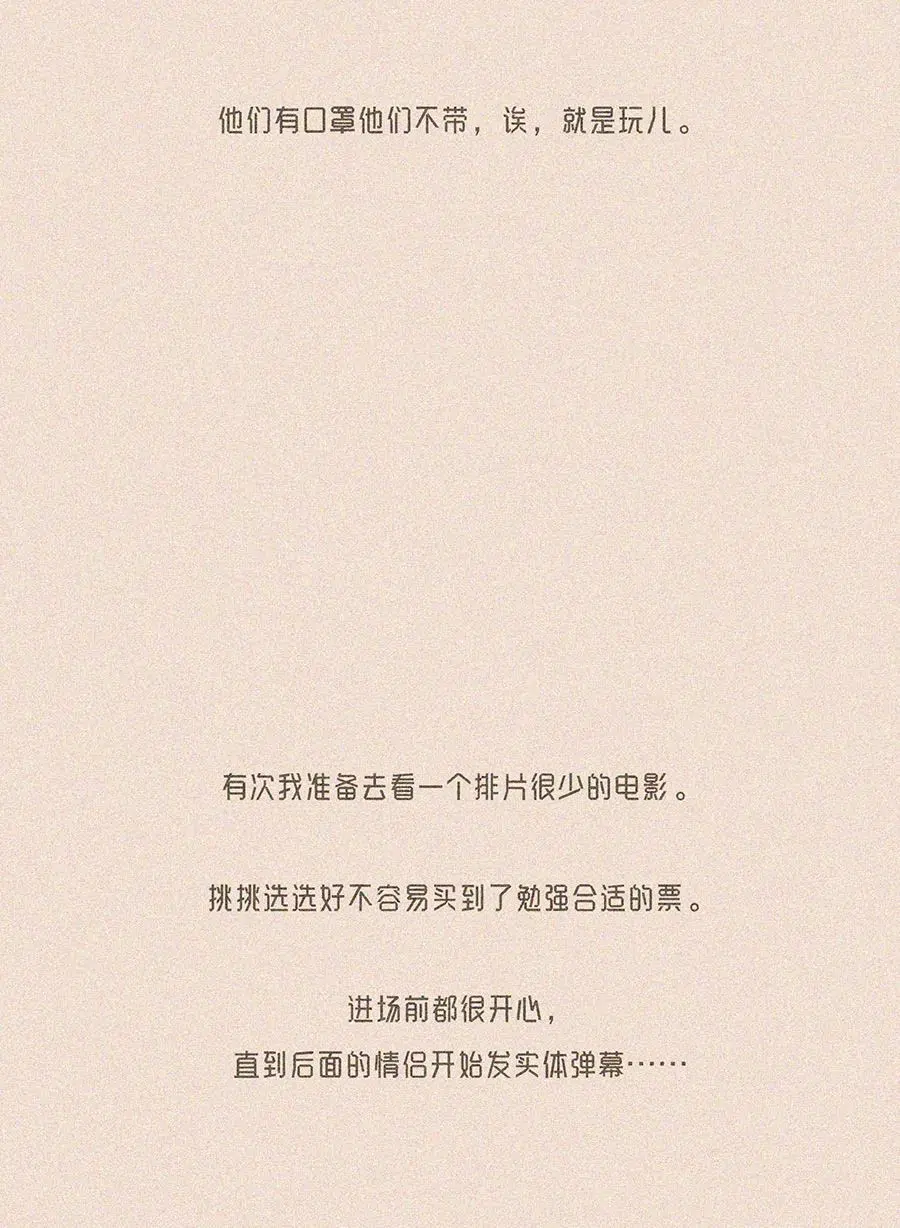 他们有口罩他们不带，诶，就是玩儿。
有次我准备去看一个排片很少的电影。
挑挑选选好不容易买到了勉强合适的票。
进场前都很开心，
直到后面的情侣开始发实体弹幕……